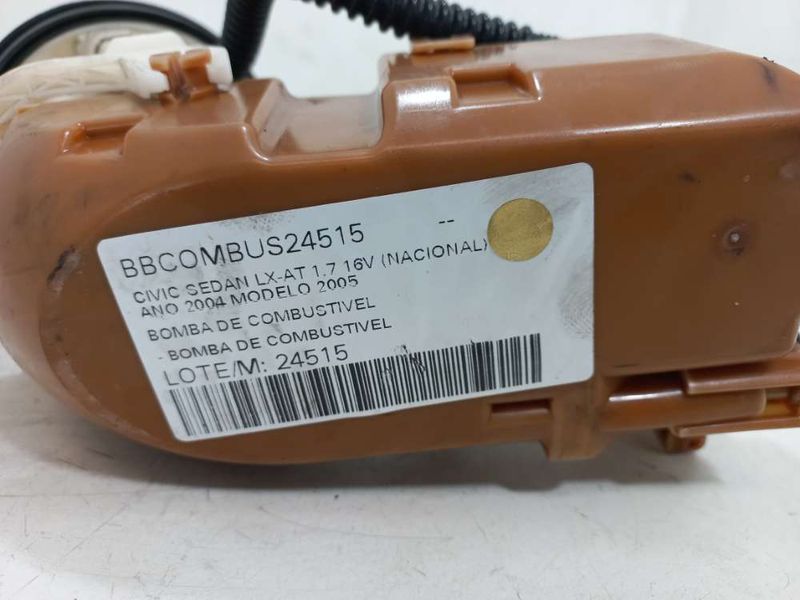 BBCOMBUS24515 --
CIVIC SEDAN LX-AT 1.7 16V (NACIONAL)
ANO 2004 MODELO 2005
BOMBA DE COMBUSTIVEL
- BOMBA DE COMBUSTIVEL
LOTE/M: 24515